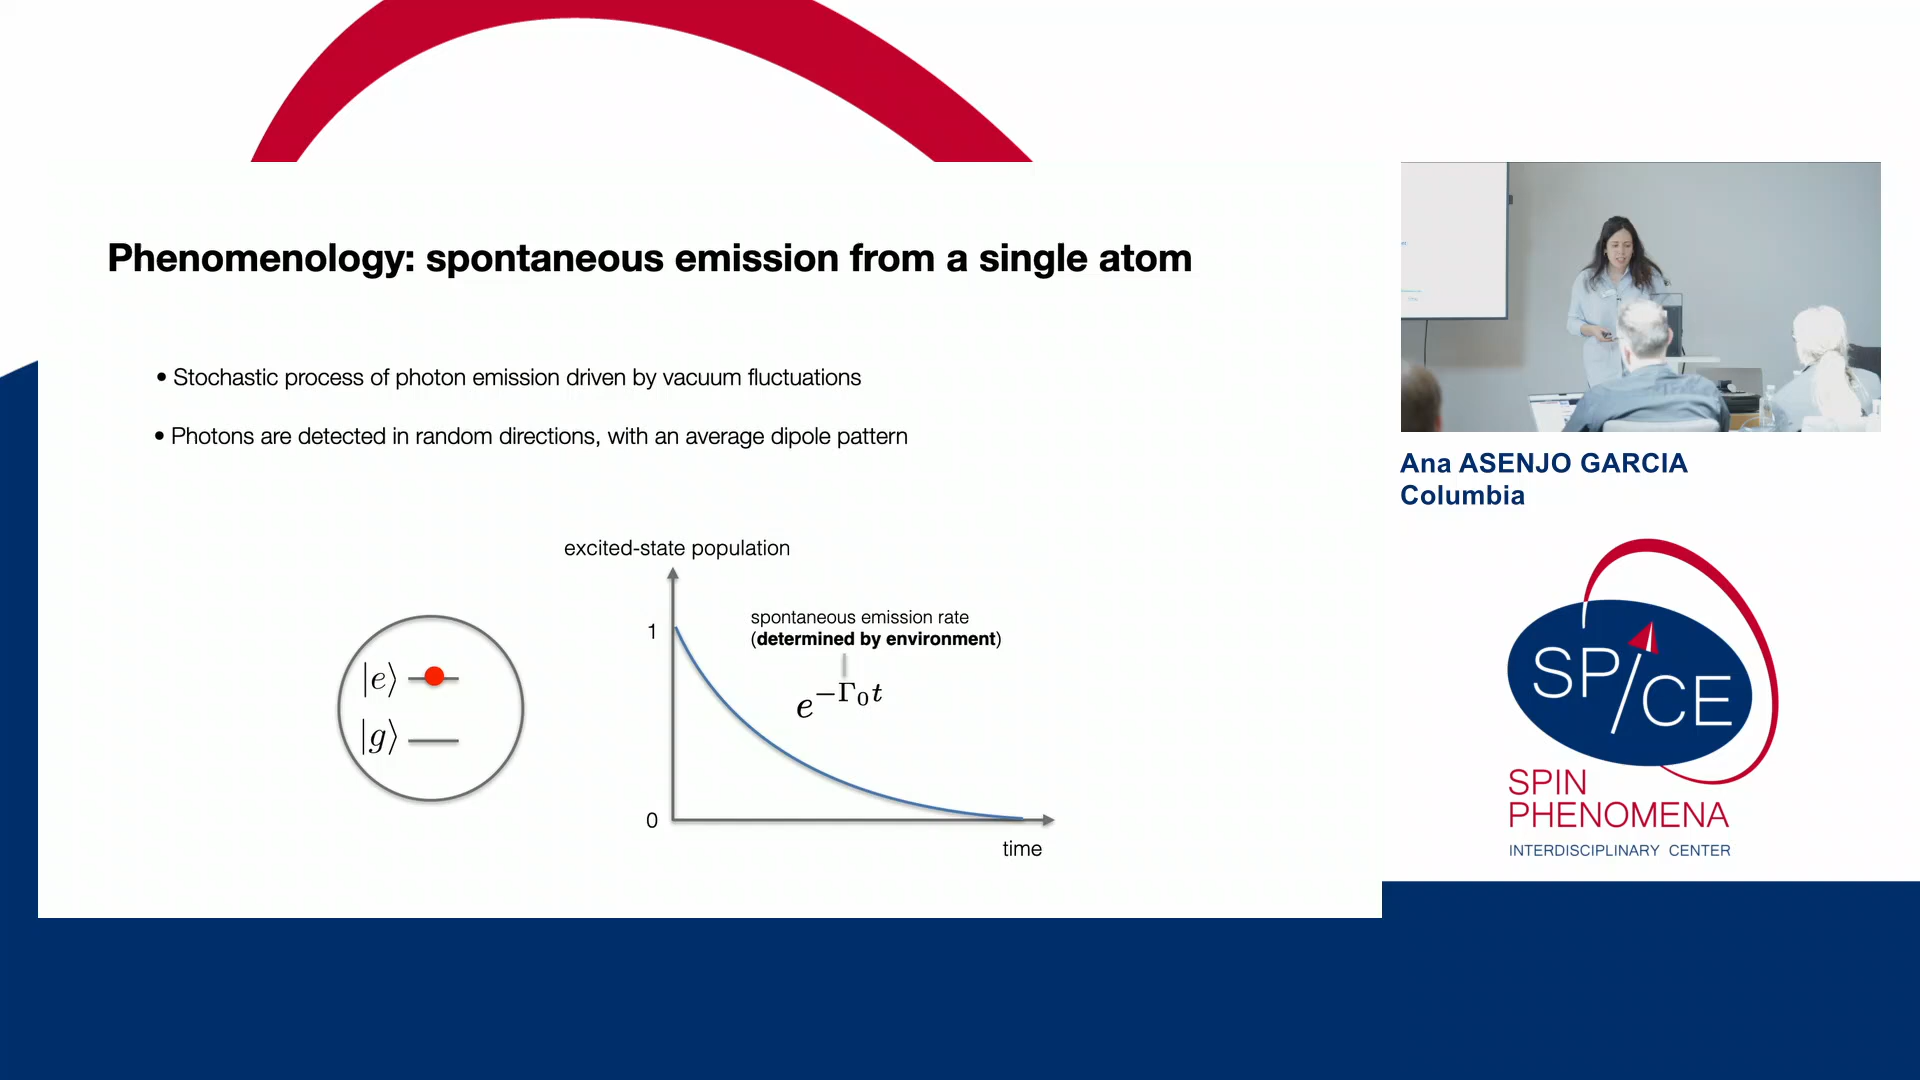 Phenomenology: spontaneous emission from a single atom
• Stochastic process of photon emission driven by vacuum fluctuations
• Photons are detected in random directions, with an average dipole pattern
excited-state population
1
spontaneous emission rate
(determined by environment)
e^{-Γ_0 t}
|e⟩
|g⟩
0
time
Ana ASENJO GARCIA
Columbia
SP/CE
SPIN
PHENOMENA
INTERDISCIPLINARY CENTER